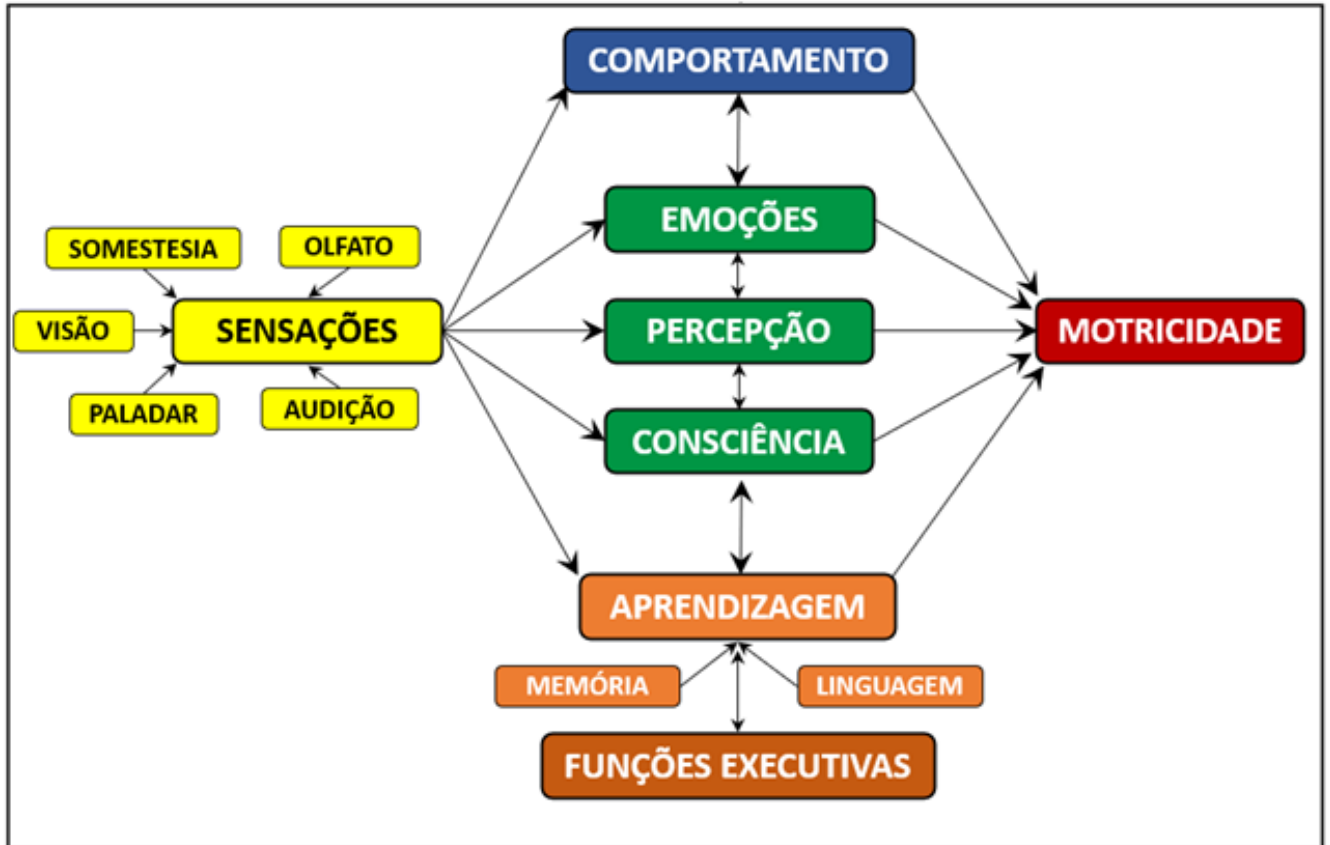 COMPORTAMENTO
EMOÇÕES
SOMESTESIA
OLFATO
VISÃO
SENSAÇÕES
PERCEPÇÃO
MOTRICIDADE
PALADAR
AUDIÇÃO
CONSCIÊNCIA
APRENDIZAGEM
MEMÓRIA
LINGUAGEM
FUNÇÕES EXECUTIVAS